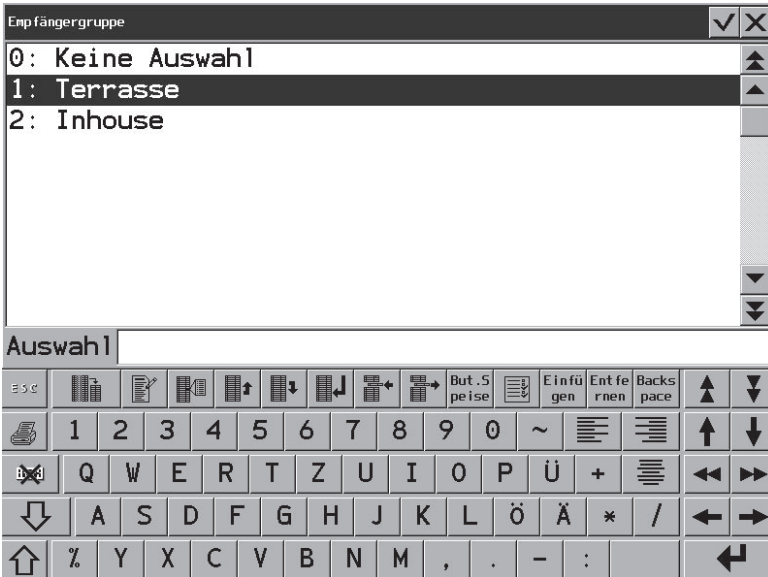 Empfängergruppe
0: Keine Auswahl
1: Terrasse
2: Inhouse
Auswahl
ESC But.S peise Einfü gen Entfe rnen Backs pace
1 2 3 4 5 6 7 8 9 0 ~
Q W E R T Z U I O P Ü +
A S D F G H J K L Ö Ä * /
% Y X C V B N M , . - :